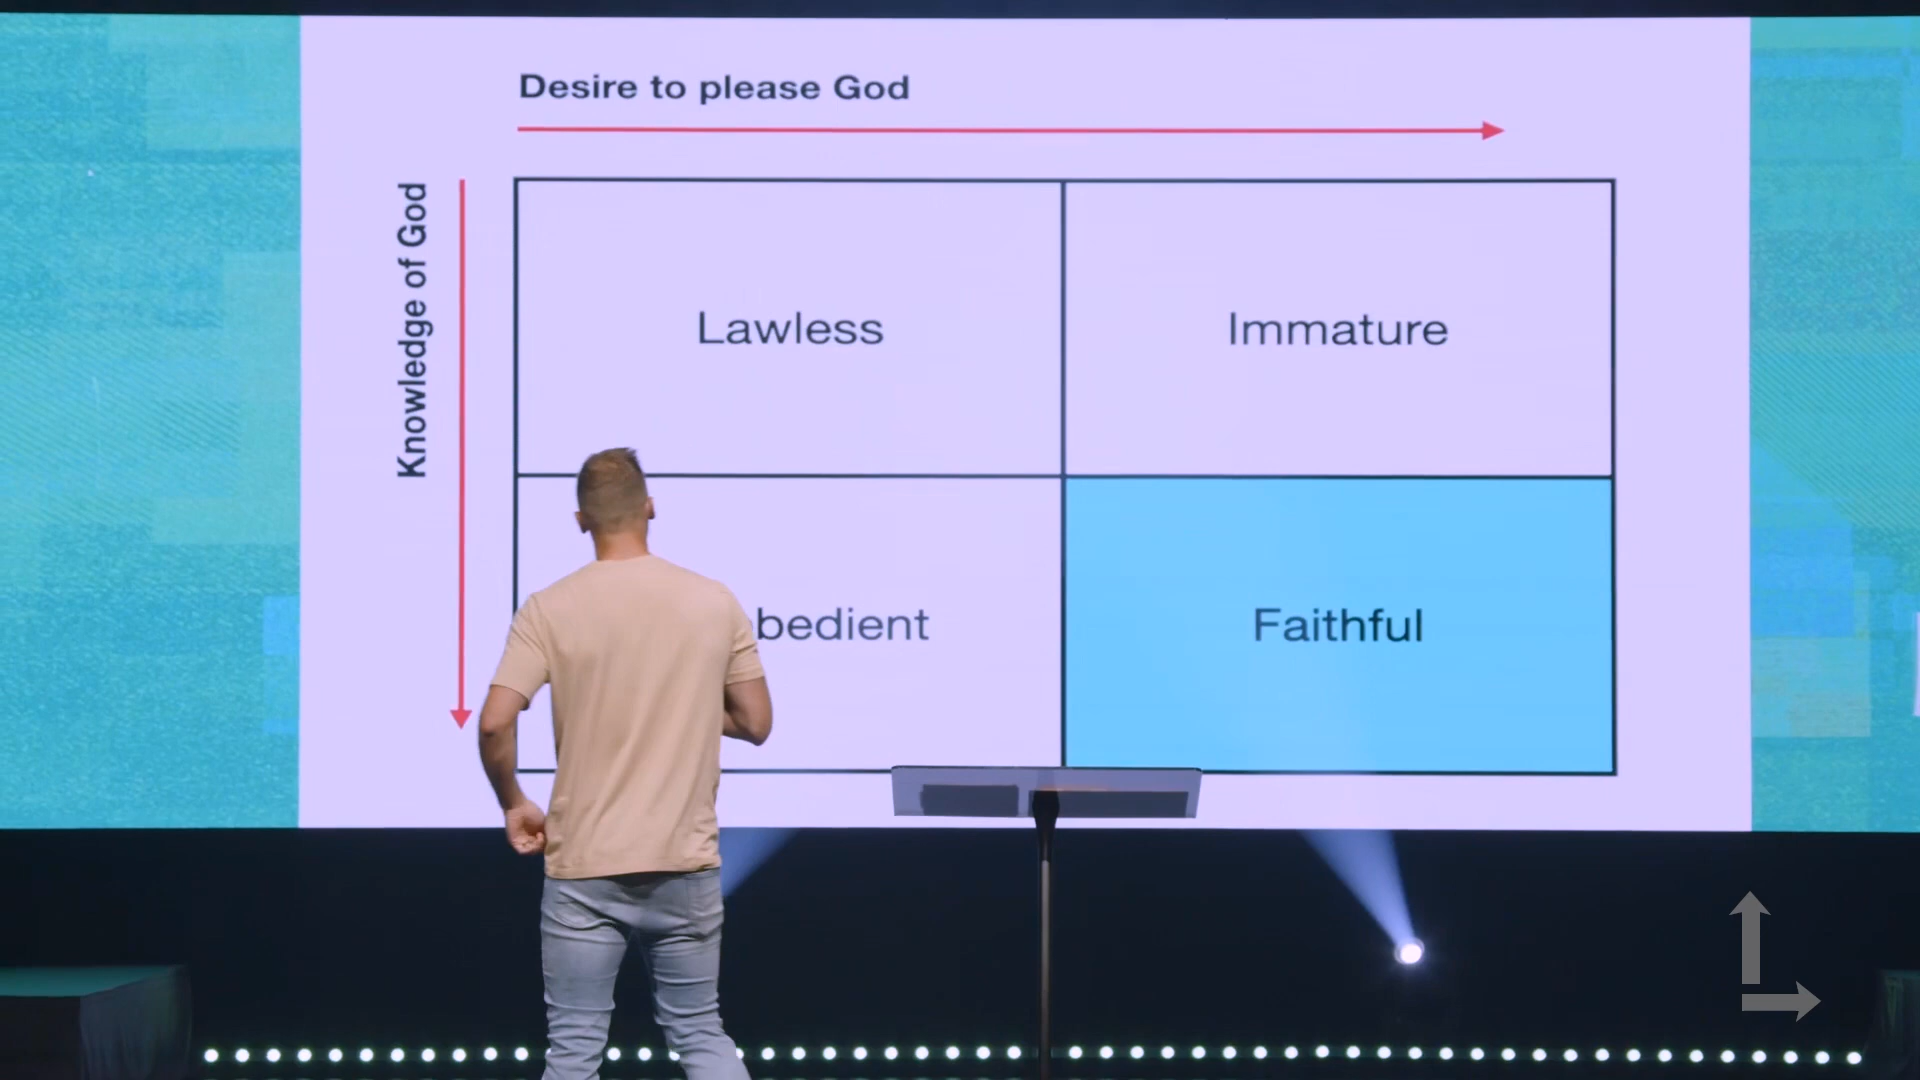 Desire to please God
Knowledge of God
Lawless
Immature
bedient
Faithful